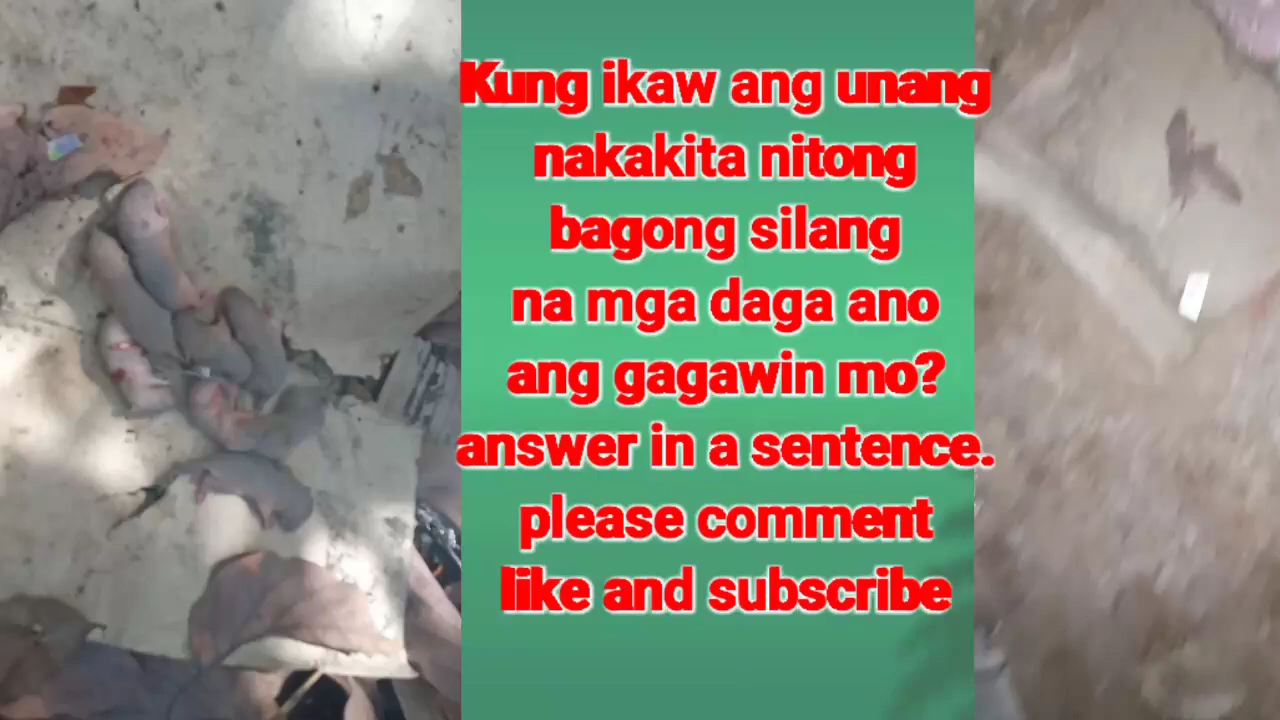 Kung ikaw ang unang
nakakita nitong
bagong silang
na mga daga ano
ang gagawin mo?
answer in a sentence.
please comment
like and subscribe